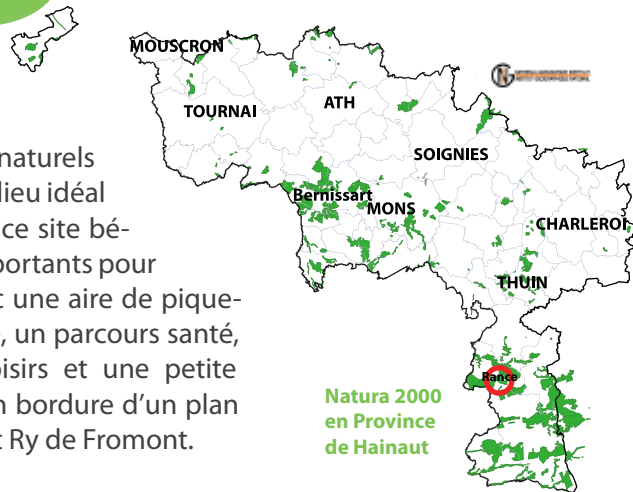 MOUSCRON
TOURNAI
ATH
SOIGNIES
Bernissart
MONS
CHARLEROI
THUIN
Rance
naturels
lieu idéal
ce site bé-
portants pour
c une aire de pique-
, un parcours santé,
isirs et une petite
n bordure d'un plan
t Ry de Fromont.
Natura 2000
en Province
de Hainaut